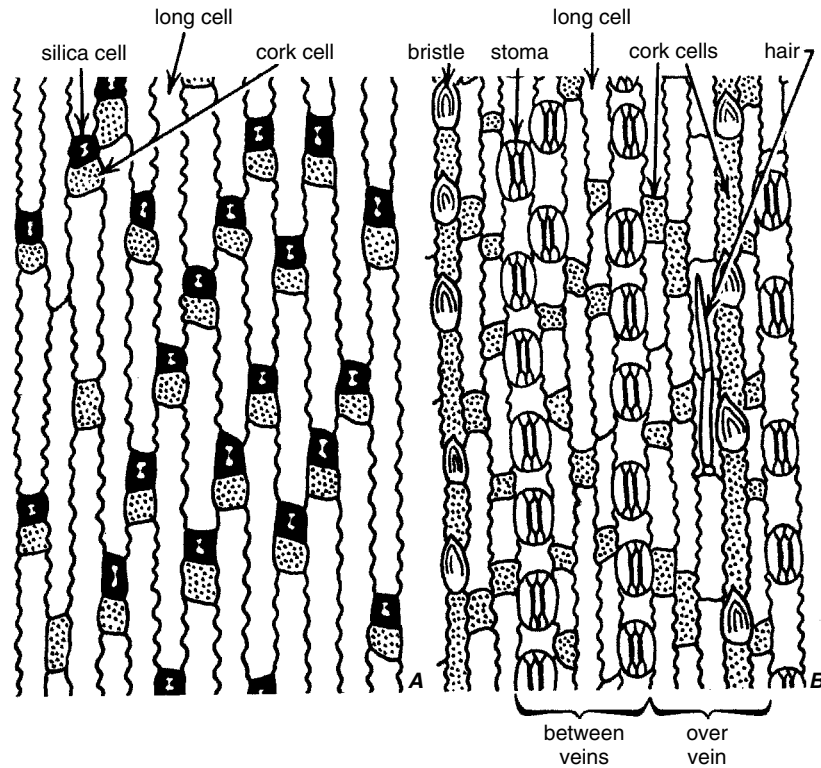 long cell
silica cell
cork cell
long cell
bristle
stoma
cork cells
hair
A
B
between
veins
over
vein